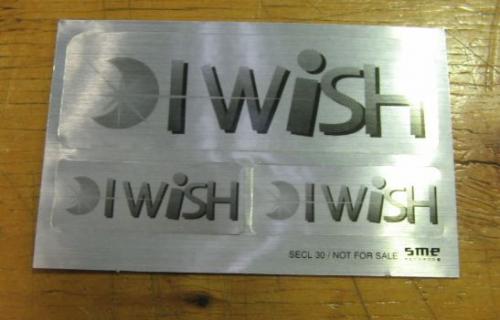 I WiSH
I WiSH I WiSH
SECL 30 / NOT FOR SALE sme